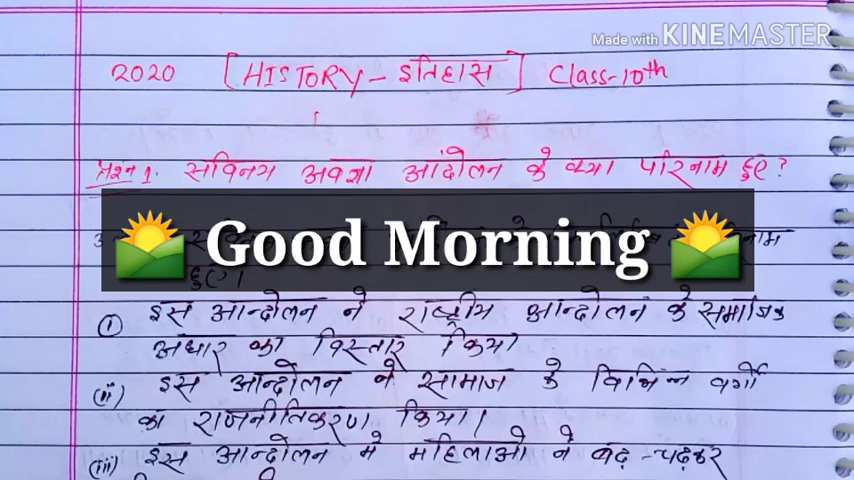 Made with KINEMASTER
2020 [HISTORY - इतिहास] Class-10th
प्रश्न 1. सविनय अवज्ञा आंदोलन के क्या परिनाम हुए?
Good Morning
हुए।
(i) इस आन्दोलन ने राष्ट्रीय आन्दोलन के समाजिक
अधार का विस्तार किया
(ii) इस आन्दोलन ने सामाज के विभिन्न वर्गों
का राजनीतिकरण किया।
(iii) इस आन्दोलन मे महिलाओ ने बढ़-चढ़कर